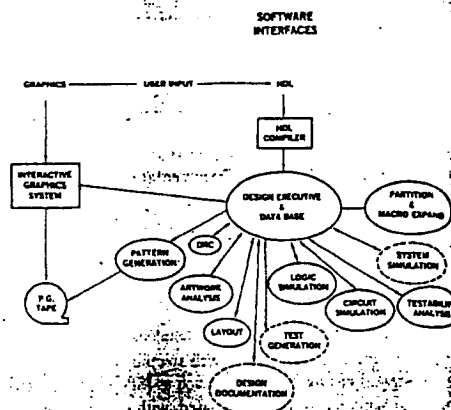 SOFTWARE
INTERFACES
GRAPHICS
USER INPUT
HDL
HDL
COMPILER
INTERACTIVE
GRAPHICS
SYSTEM
DESIGN EXECUTIVE
&
DATA BASE
PARTITION
&
MACRO EXPAND
PATTERN
GENERATION
DRC
SYSTEM
SIMULATION
ARTWORK
ANALYSIS
LOGIC
SIMULATION
P.G.
TAPE
CIRCUIT
SIMULATION
TESTABILITY
ANALYSIS
LAYOUT
TEST
GENERATION
DESIGN
DOCUMENTATION